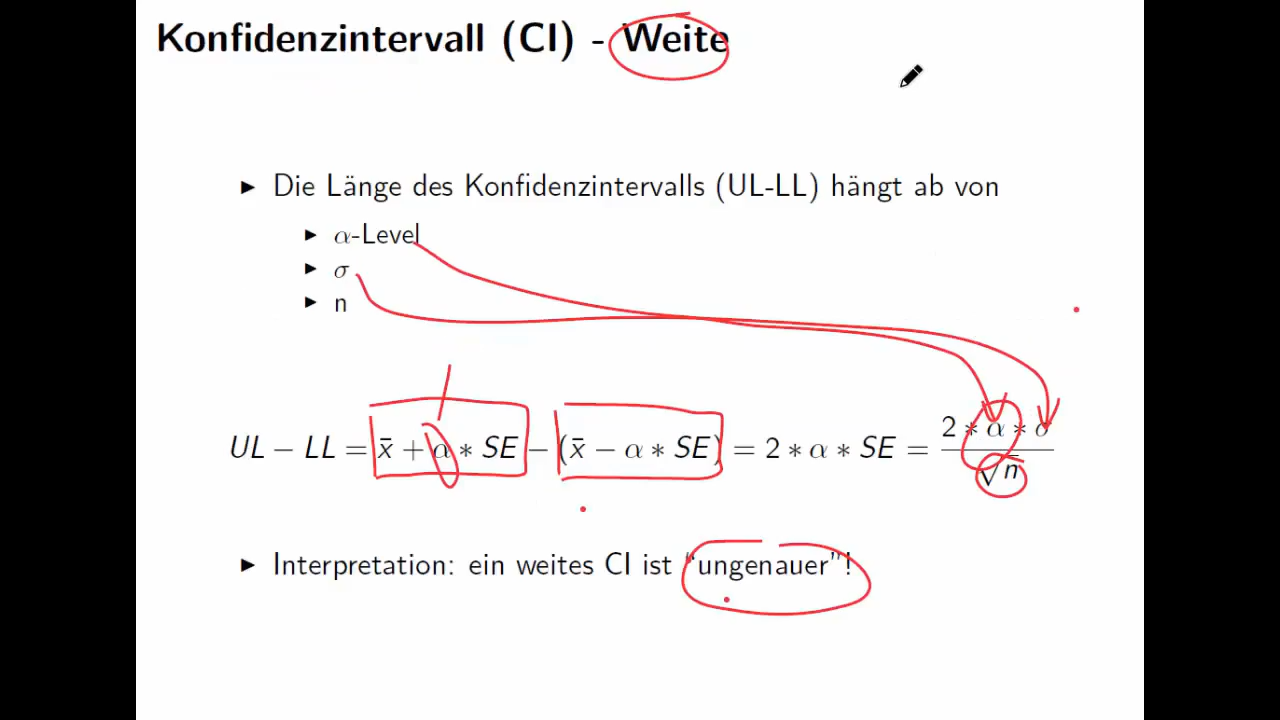 Konfidenzintervall (CI) - Weite
▶ Die Länge des Konfidenzintervalls (UL-LL) hängt ab von
▶ α-Level
▶ σ
▶ n
UL − LL = x̄ + α ∗ SE − (x̄ − α ∗ SE) = 2 ∗ α ∗ SE = 2 ∗ α ∗ σ / √n
▶ Interpretation: ein weites CI ist “ungenauer”!